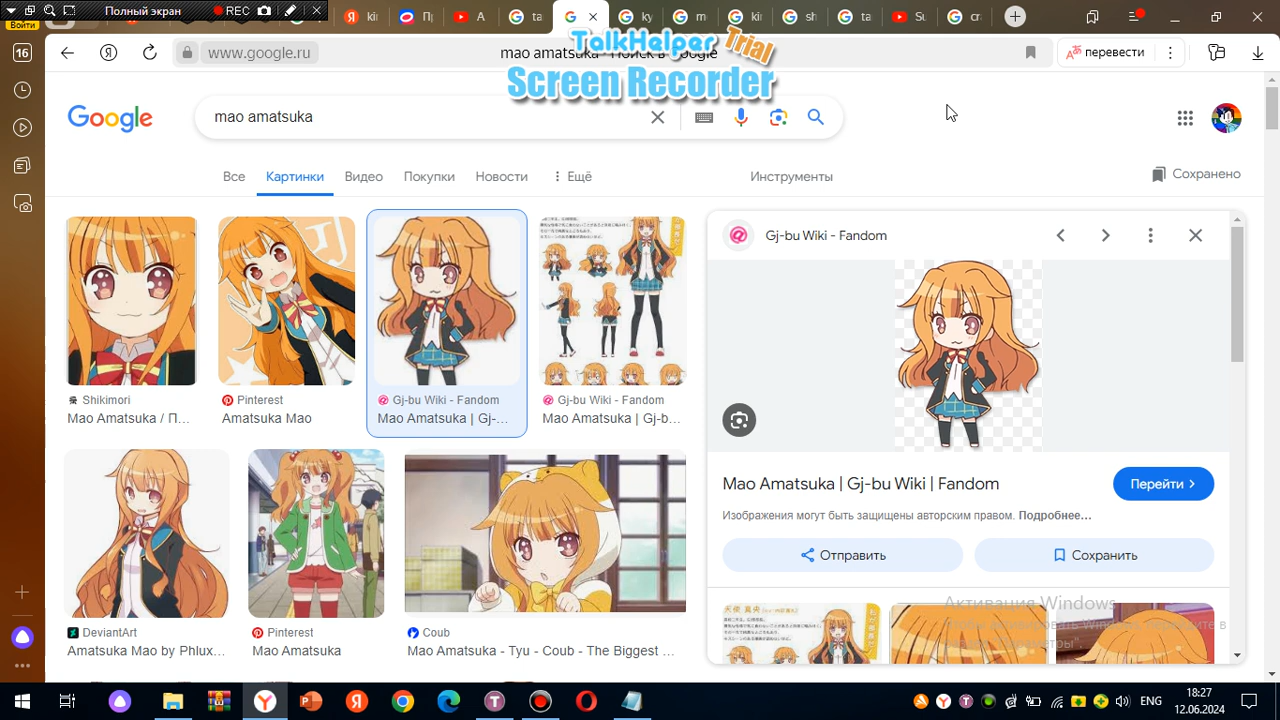 Полный экран
REC
Войти
16
www.google.ru
mao amatsuka - Поиск в Google
перевести
TalkHelper Trial
Screen Recorder
Google
mao amatsuka
Все
Картинки
Видео
Покупки
Новости
Ещё
Инструменты
Сохранено
Shikimori
Mao Amatsuka / П...
Pinterest
Amatsuka Mao
Gj-bu Wiki - Fandom
Mao Amatsuka | Gj-...
Gj-bu Wiki - Fandom
Mao Amatsuka | Gj-b...
DeviantArt
Amatsuka Mao by Phlux...
Pinterest
Mao Amatsuka
Coub
Mao Amatsuka - Tyu - Coub - The Biggest ...
Gj-bu Wiki - Fandom
Mao Amatsuka | Gj-bu Wiki | Fandom
Перейти
Изображения могут быть защищены авторским правом. Подробнее...
Отправить
Сохранить
Активация Windows
ENG
18:27
12.06.2024